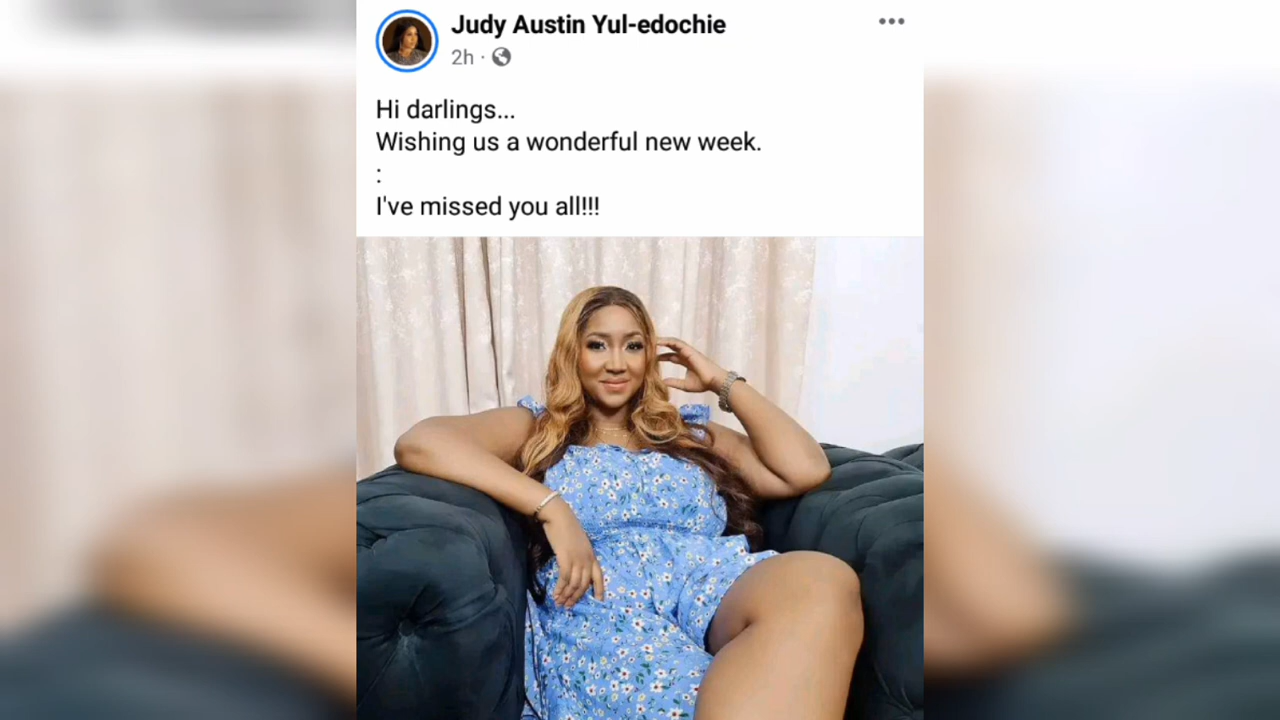 Judy Austin Yul-edochie
2h ·
Hi darlings...
Wishing us a wonderful new week.
:
I've missed you all!!!